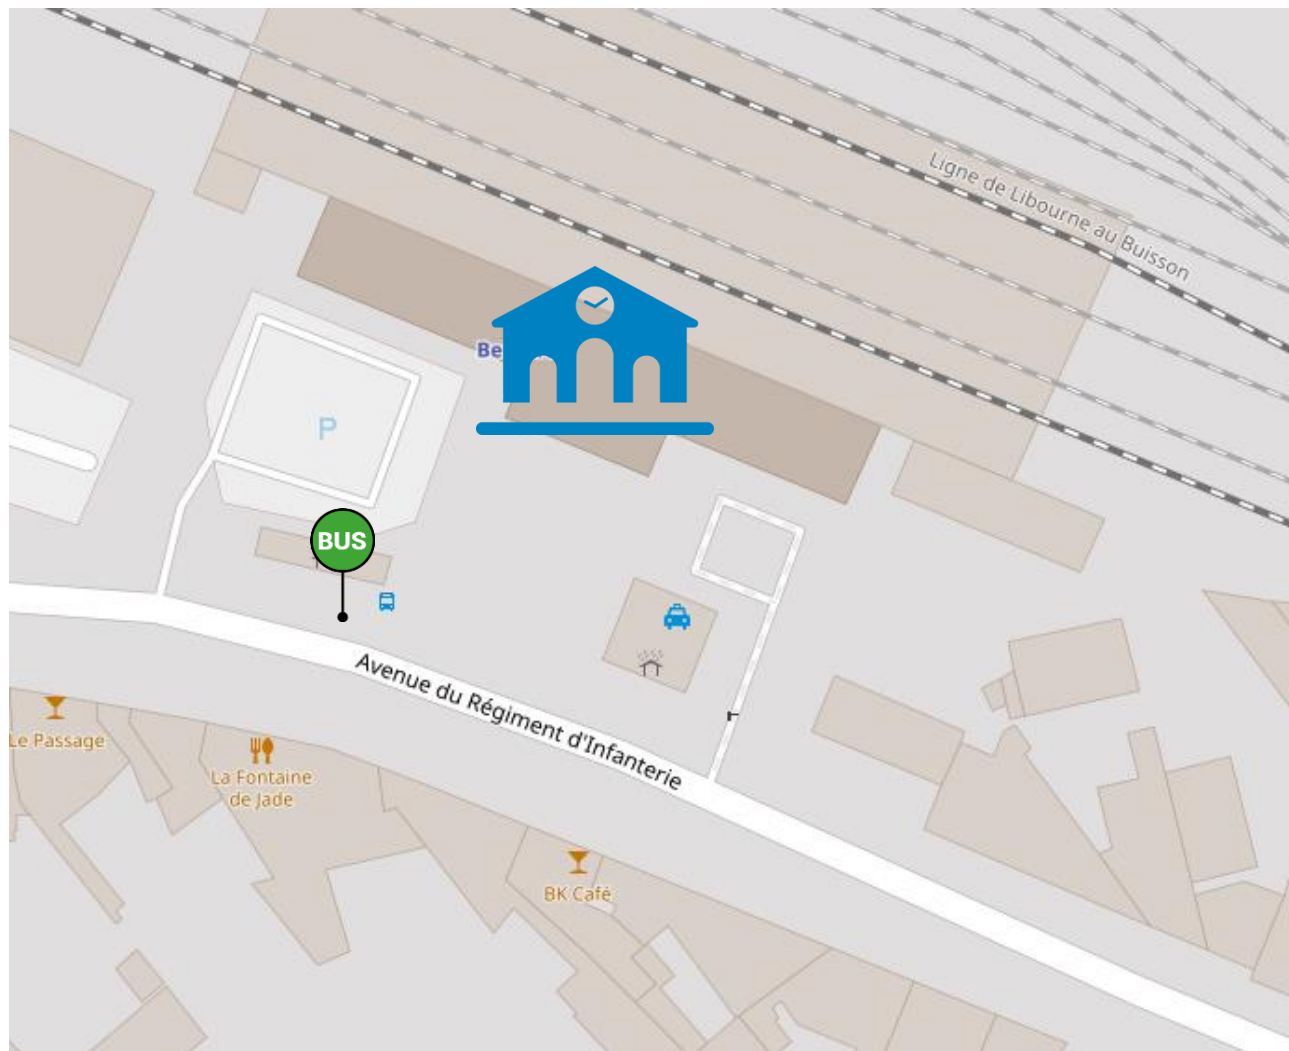 Ligne de Libourne au Buisson
P
BUS
Avenue du Régiment d'Infanterie
Le Passage
La Fontaine
de Jade
BK Café